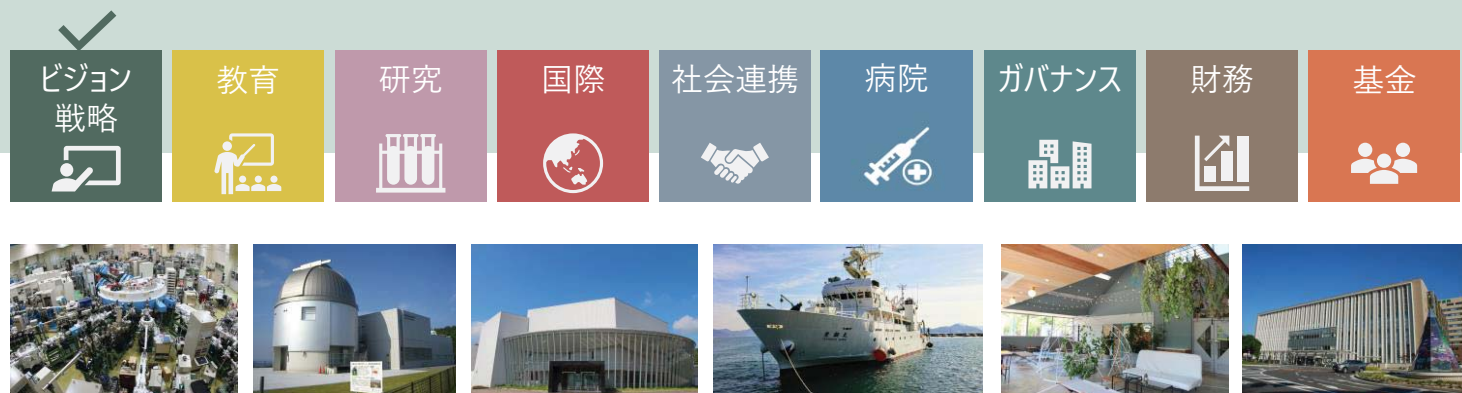 ビジョン
戦略
教育
研究
国際
社会連携
病院
ガバナンス
財務
基金